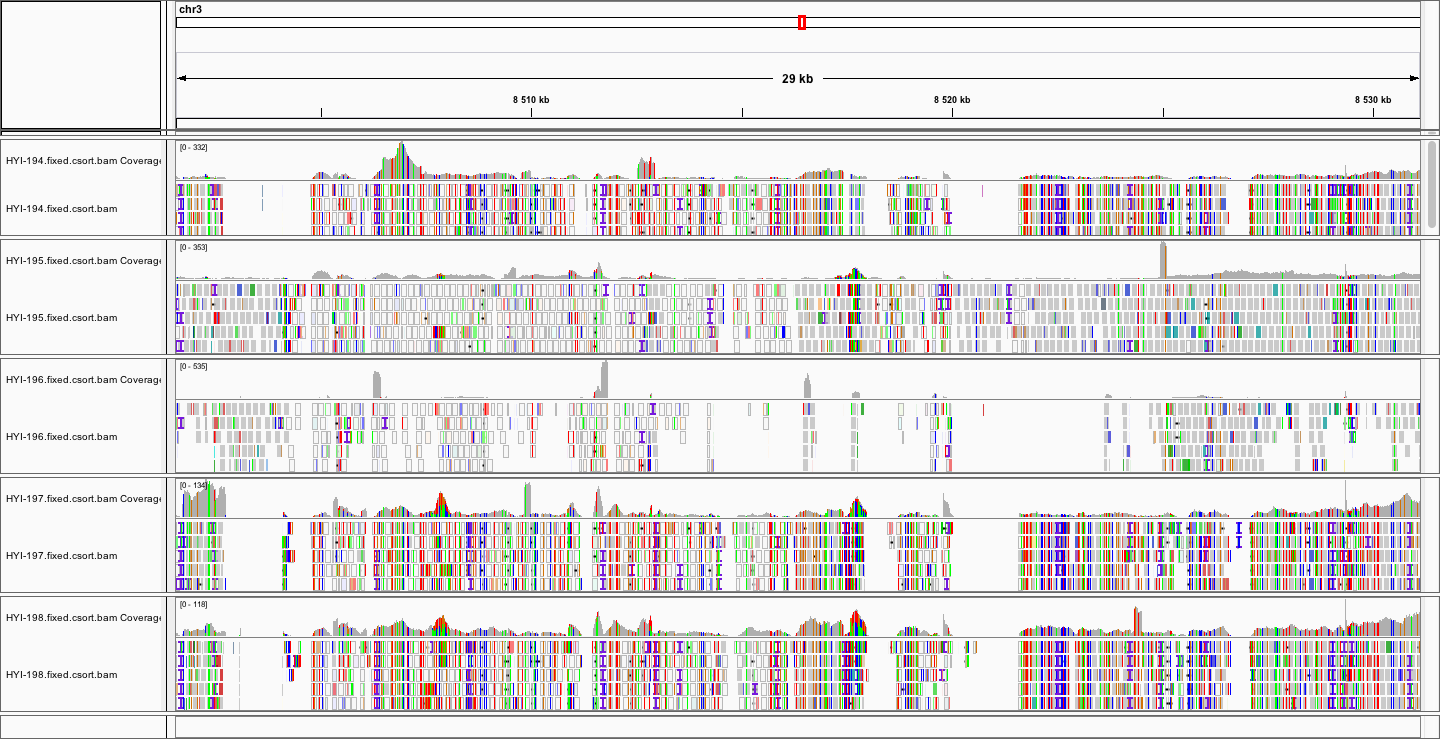 chr3
29 kb
8 510 kb
8 520 kb
8 530 kb
[0 - 332]
HYI-194.fixed.csort.bam Coverage
HYI-194.fixed.csort.bam
[0 - 353]
HYI-195.fixed.csort.bam Coverage
HYI-195.fixed.csort.bam
[0 - 535]
HYI-196.fixed.csort.bam Coverage
HYI-196.fixed.csort.bam
[0 - 134]
HYI-197.fixed.csort.bam Coverage
HYI-197.fixed.csort.bam
[0 - 118]
HYI-198.fixed.csort.bam Coverage
HYI-198.fixed.csort.bam